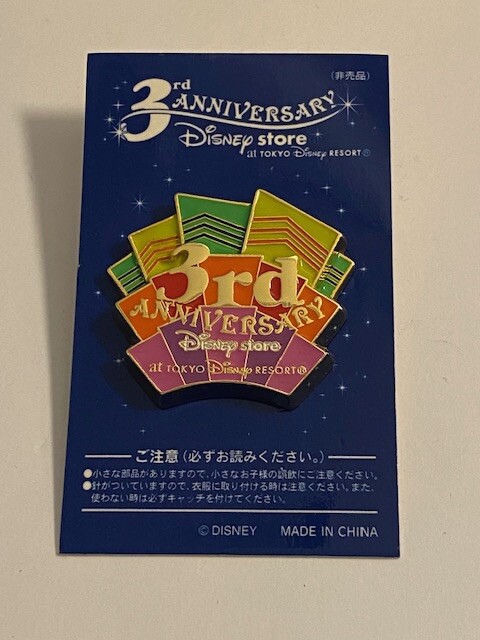 (非売品)
3rd ANNIVERSARY
Disney store
at TOKYO Disney RESORT®
3rd
ANNIVERSARY
Disney store
at TOKYO Disney RESORT®
ご注意(必ずお読みください。)
●小さな部品がありますので、小さなお子様の誤飲にご注意ください。
●針がついていますので、衣服に取り付ける時は注意ください。また、
使わない時は必ずキャッチを付けてください。
© DISNEY MADE IN CHINA